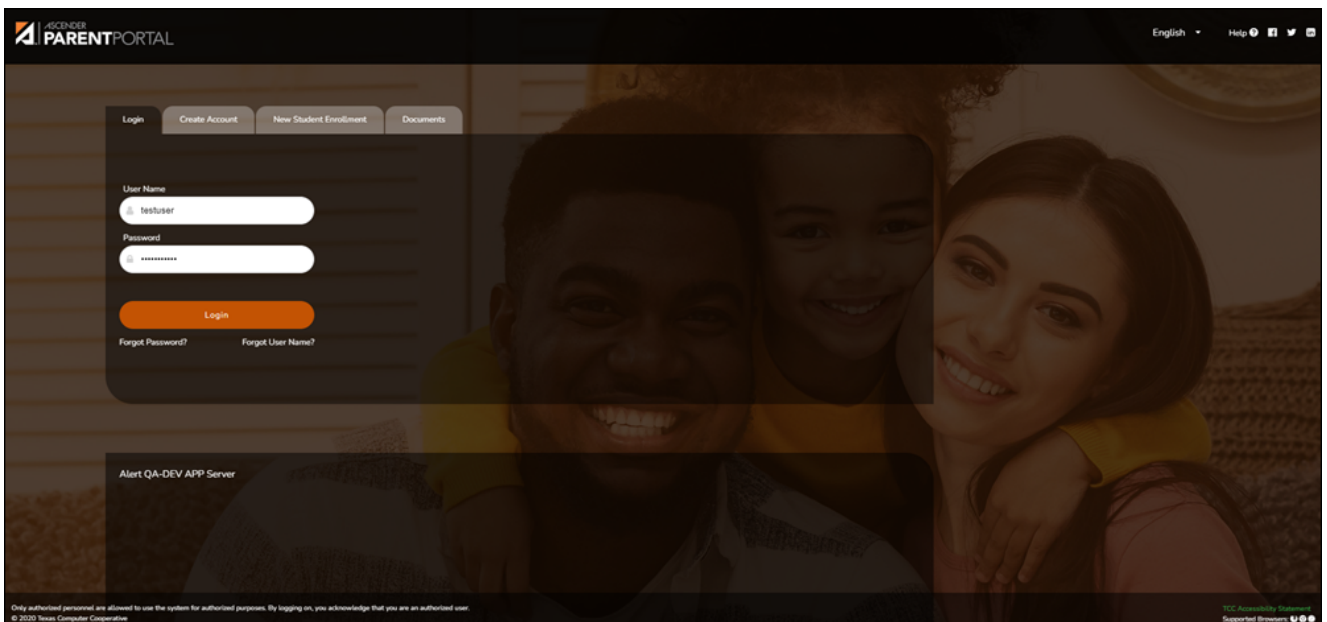 ASCENDER
PARENTPORTAL
English
Help
Login
Create Account
New Student Enrollment
Documents
User Name
testuser
Password
•••••••••••
Login
Forgot Password?
Forgot User Name?
Alert QA-DEV APP Server
Only authorized personnel are allowed to use the system for authorized purposes. By logging on, you acknowledge that you are an authorized user.
© 2020 Texas Computer Cooperative
TCC Accessibility Statement
Supported Browsers: